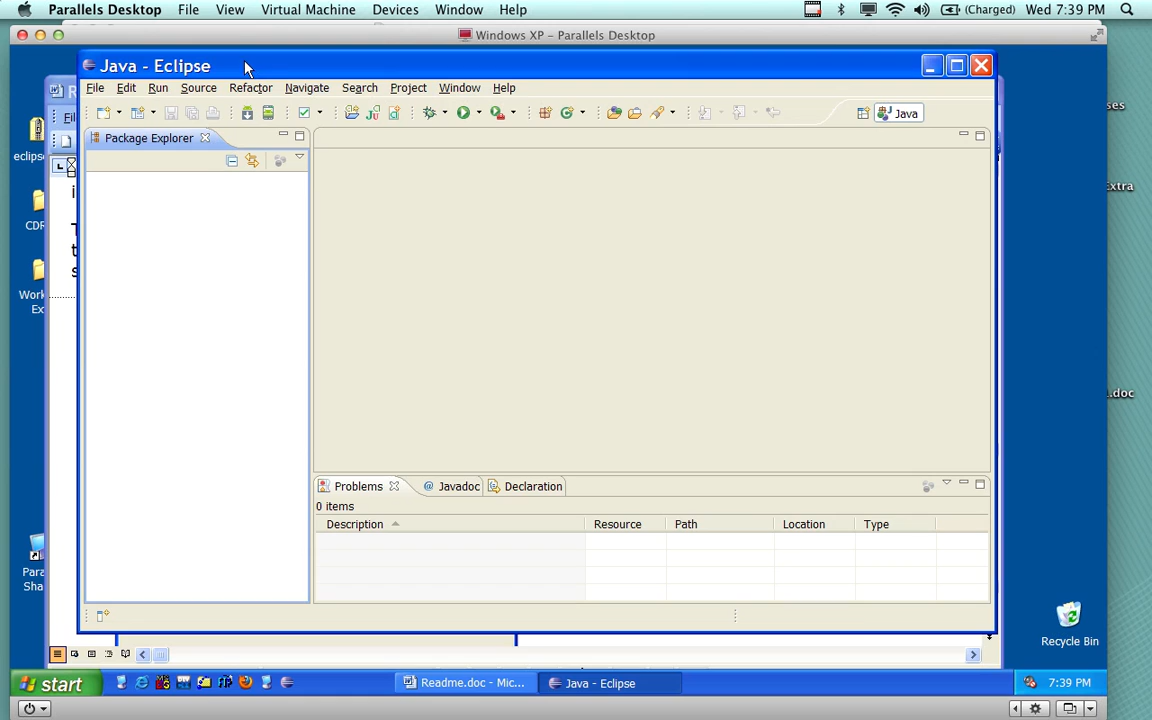 Parallels Desktop File View Virtual Machine Devices Window Help (Charged) Wed 7:39 PM
Windows XP – Parallels Desktop
Java - Eclipse
File Edit Run Source Refactor Navigate Search Project Window Help
Java
Package Explorer
eclips
CDR
Work
Ex
Para
Sha
Extra
.doc
Problems Javadoc Declaration
0 items
Description Resource Path Location Type
Recycle Bin
start Readme.doc - Mic... Java - Eclipse 7:39 PM